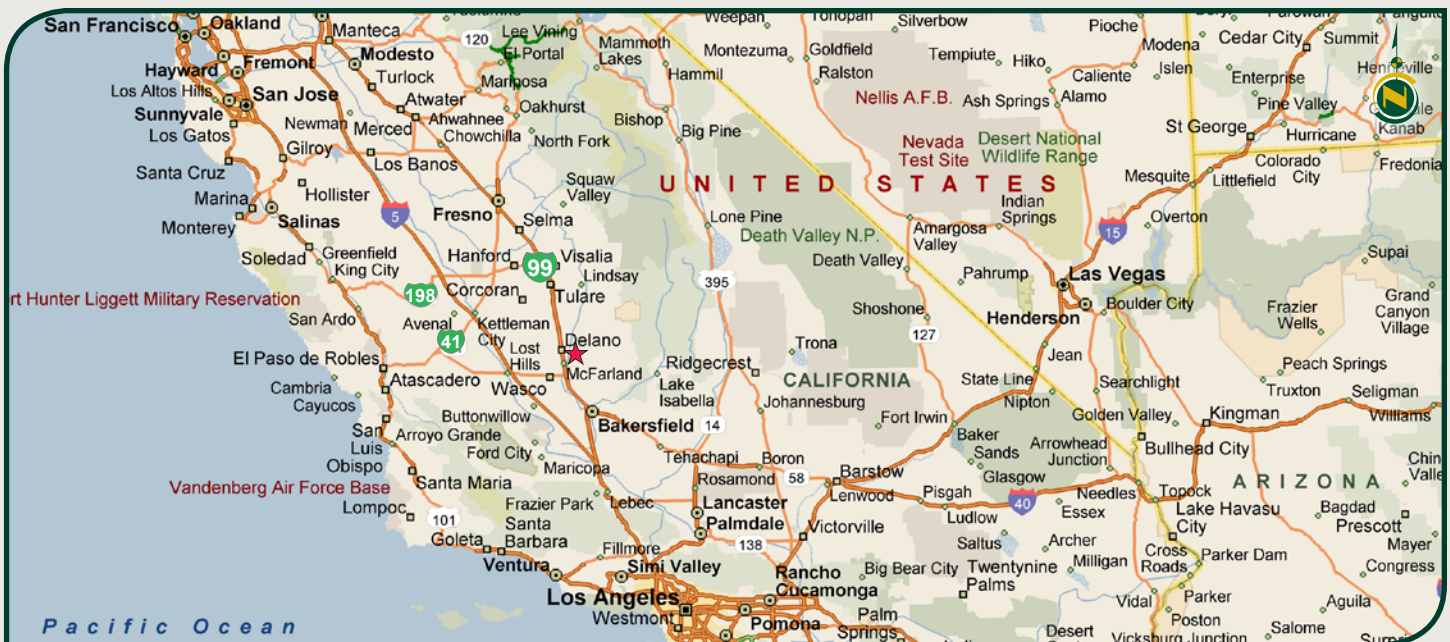 San Francisco
Oakland
Manteca
120
Lee Vining
El Portal
Mammoth
Lakes
Montezuma
Goldfield
Ralston
Silverbow
Tempiute
Hiko
Pioche
Modena
Islen
Cedar City
Summit
Enterprise
Pine Valley
N
Hayward
Fremont
Modesto
Turlock
Mariposa
Hammil
Nellis A.F.B.
Ash Springs
Alamo
Caliente
Los Altos Hills
San Jose
Sunnyvale
Los Gatos
Newman
Atwater
Merced
Ahwahnee
Chowchilla
Oakhurst
North Fork
Bishop
Big Pine
Nevada
Test Site
Desert National
Wildlife Range
St George
Hurricane
Kanab
Gilroy
Los Banos
Santa Cruz
Hollister
Squaw
Valley
UNITED STATES
Mesquite
Littlefield
Colorado
City
Fredonia
Marina
Monterey
Salinas
5
Fresno
Selma
Lone Pine
Death Valley N.P.
Indian
Springs
Amargosa
Valley
15
Overton
Soledad
Greenfield
King City
Hanford
99
Visalia
Lindsay
Death Valley
Pahrump
Las Vegas
Supai
rt Hunter Liggett Military Reservation
198
Corcoran
Tulare
395
Boulder City
Henderson
Grand
Canyon
Village
Frazier
Wells
San Ardo
Avenal
41
Kettleman
City
Shoshone
127
El Paso de Robles
Lost
Hills
Delano
McFarland
Ridgecrest
Trona
Jean
Peach Springs
Cambria
Cayucos
Atascadero
Wasco
Lake
Isabella
CALIFORNIA
Johannesburg
State Line
Nipton
Searchlight
Truxton
Seligman
Williams
Buttonwillow
Bakersfield
14
Fort Irwin
Golden Valley
Kingman
San
Luis
Obispo
Arroyo Grande
Ford City
Maricopa
Tehachapi
Boron
Rosamond
58
Baker
Sands
Glasgow
Arrowhead
Junction
Bullhead City
ARIZONA
Vandenberg Air Force Base
Lompoc
Santa Maria
Frazier Park
Lebec
Lancaster
Palmdale
Barstow
Lenwood
Pisgah
Ludlow
40
Needles
Essex
Topock
Lake Havasu
City
Bagdad
Prescott
101
Santa
Barbara
Goleta
138
Victorville
Saltus
Archer
Milligan
Cross
Roads
Parker Dam
Mayer
Congress
Ventura
Fillmore
Simi Valley
Rancho
Cucamonga
Big Bear City
Twentynine
Palms
Los Angeles
Westmont
Pomona
Palm
Springs
Desert
Vidal
Parker
Poston
Vicksburg Junction
Aguila
Salome
Pacific Ocean